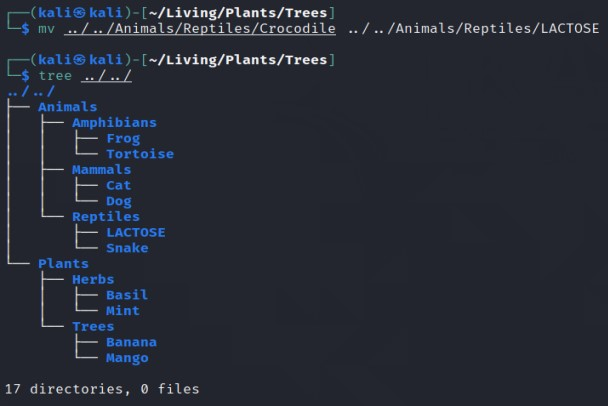 ┌──(kali㉿kali)-[~/Living/Plants/Trees]
└─$ mv ../../Animals/Reptiles/Crocodile ../../Animals/Reptiles/LACTOSE
┌──(kali㉿kali)-[~/Living/Plants/Trees]
└─$ tree ../../
../../
├── Animals
│   ├── Amphibians
│   │   ├── Frog
│   │   └── Tortoise
│   ├── Mammals
│   │   ├── Cat
│   │   └── Dog
│   └── Reptiles
│       ├── LACTOSE
│       └── Snake
└── Plants
    ├── Herbs
    │   ├── Basil
    │   └── Mint
    └── Trees
        ├── Banana
        └── Mango
17 directories, 0 files